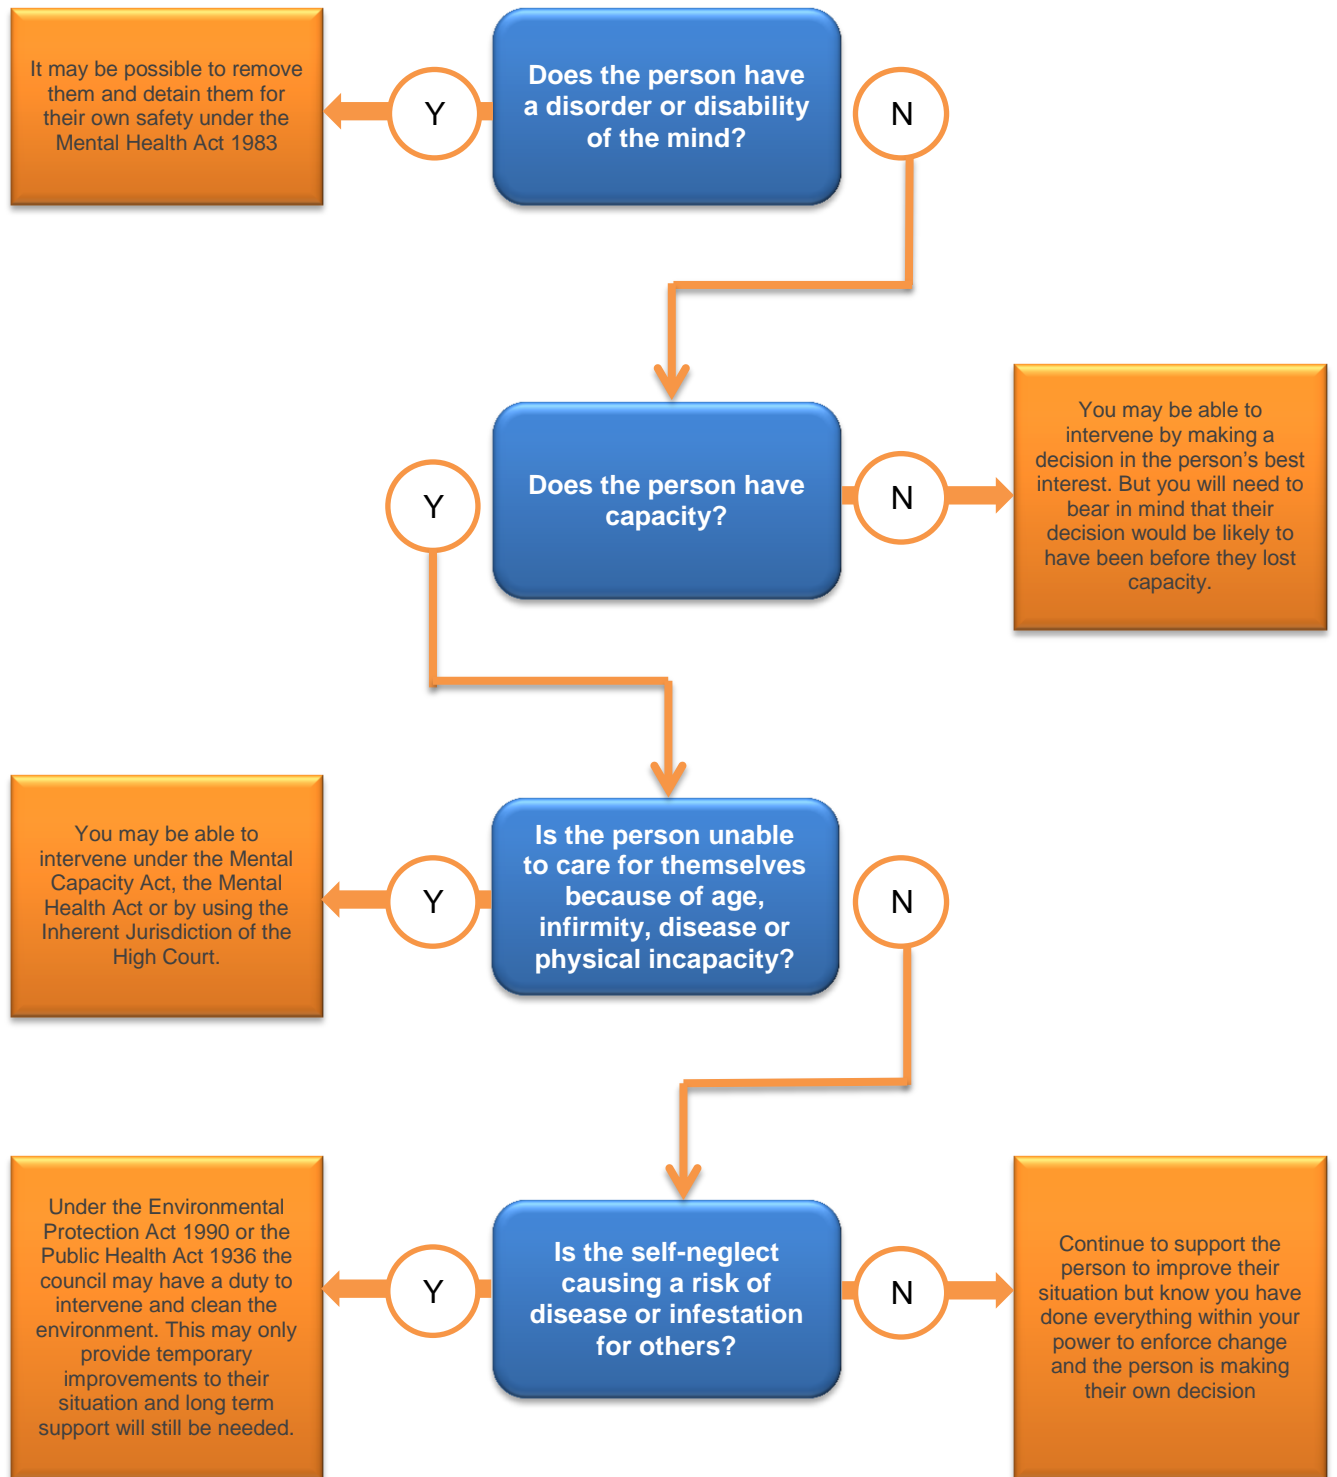 It may be possible to remove
them and detain them for
their own safety under the
Mental Health Act 1983
Y
Does the person have
a disorder or disability
of the mind?
N
Y
Does the person have
capacity?
N
You may be able to
intervene by making a
decision in the person’s best
interest. But you will need to
bear in mind that their
decision would be likely to
have been before they lost
capacity.
You may be able to
intervene under the Mental
Capacity Act, the Mental
Health Act or by using the
Inherent Jurisdiction of the
High Court.
Y
Is the person unable
to care for themselves
because of age,
infirmity, disease or
physical incapacity?
N
Under the Environmental
Protection Act 1990 or the
Public Health Act 1936 the
council may have a duty to
intervene and clean the
environment. This may only
provide temporary
improvements to their
situation and long term
support will still be needed.
Y
Is the self-neglect
causing a risk of
disease or infestation
for others?
N
Continue to support the
person to improve their
situation but know you have
done everything within your
power to enforce change
and the person is making
their own decision